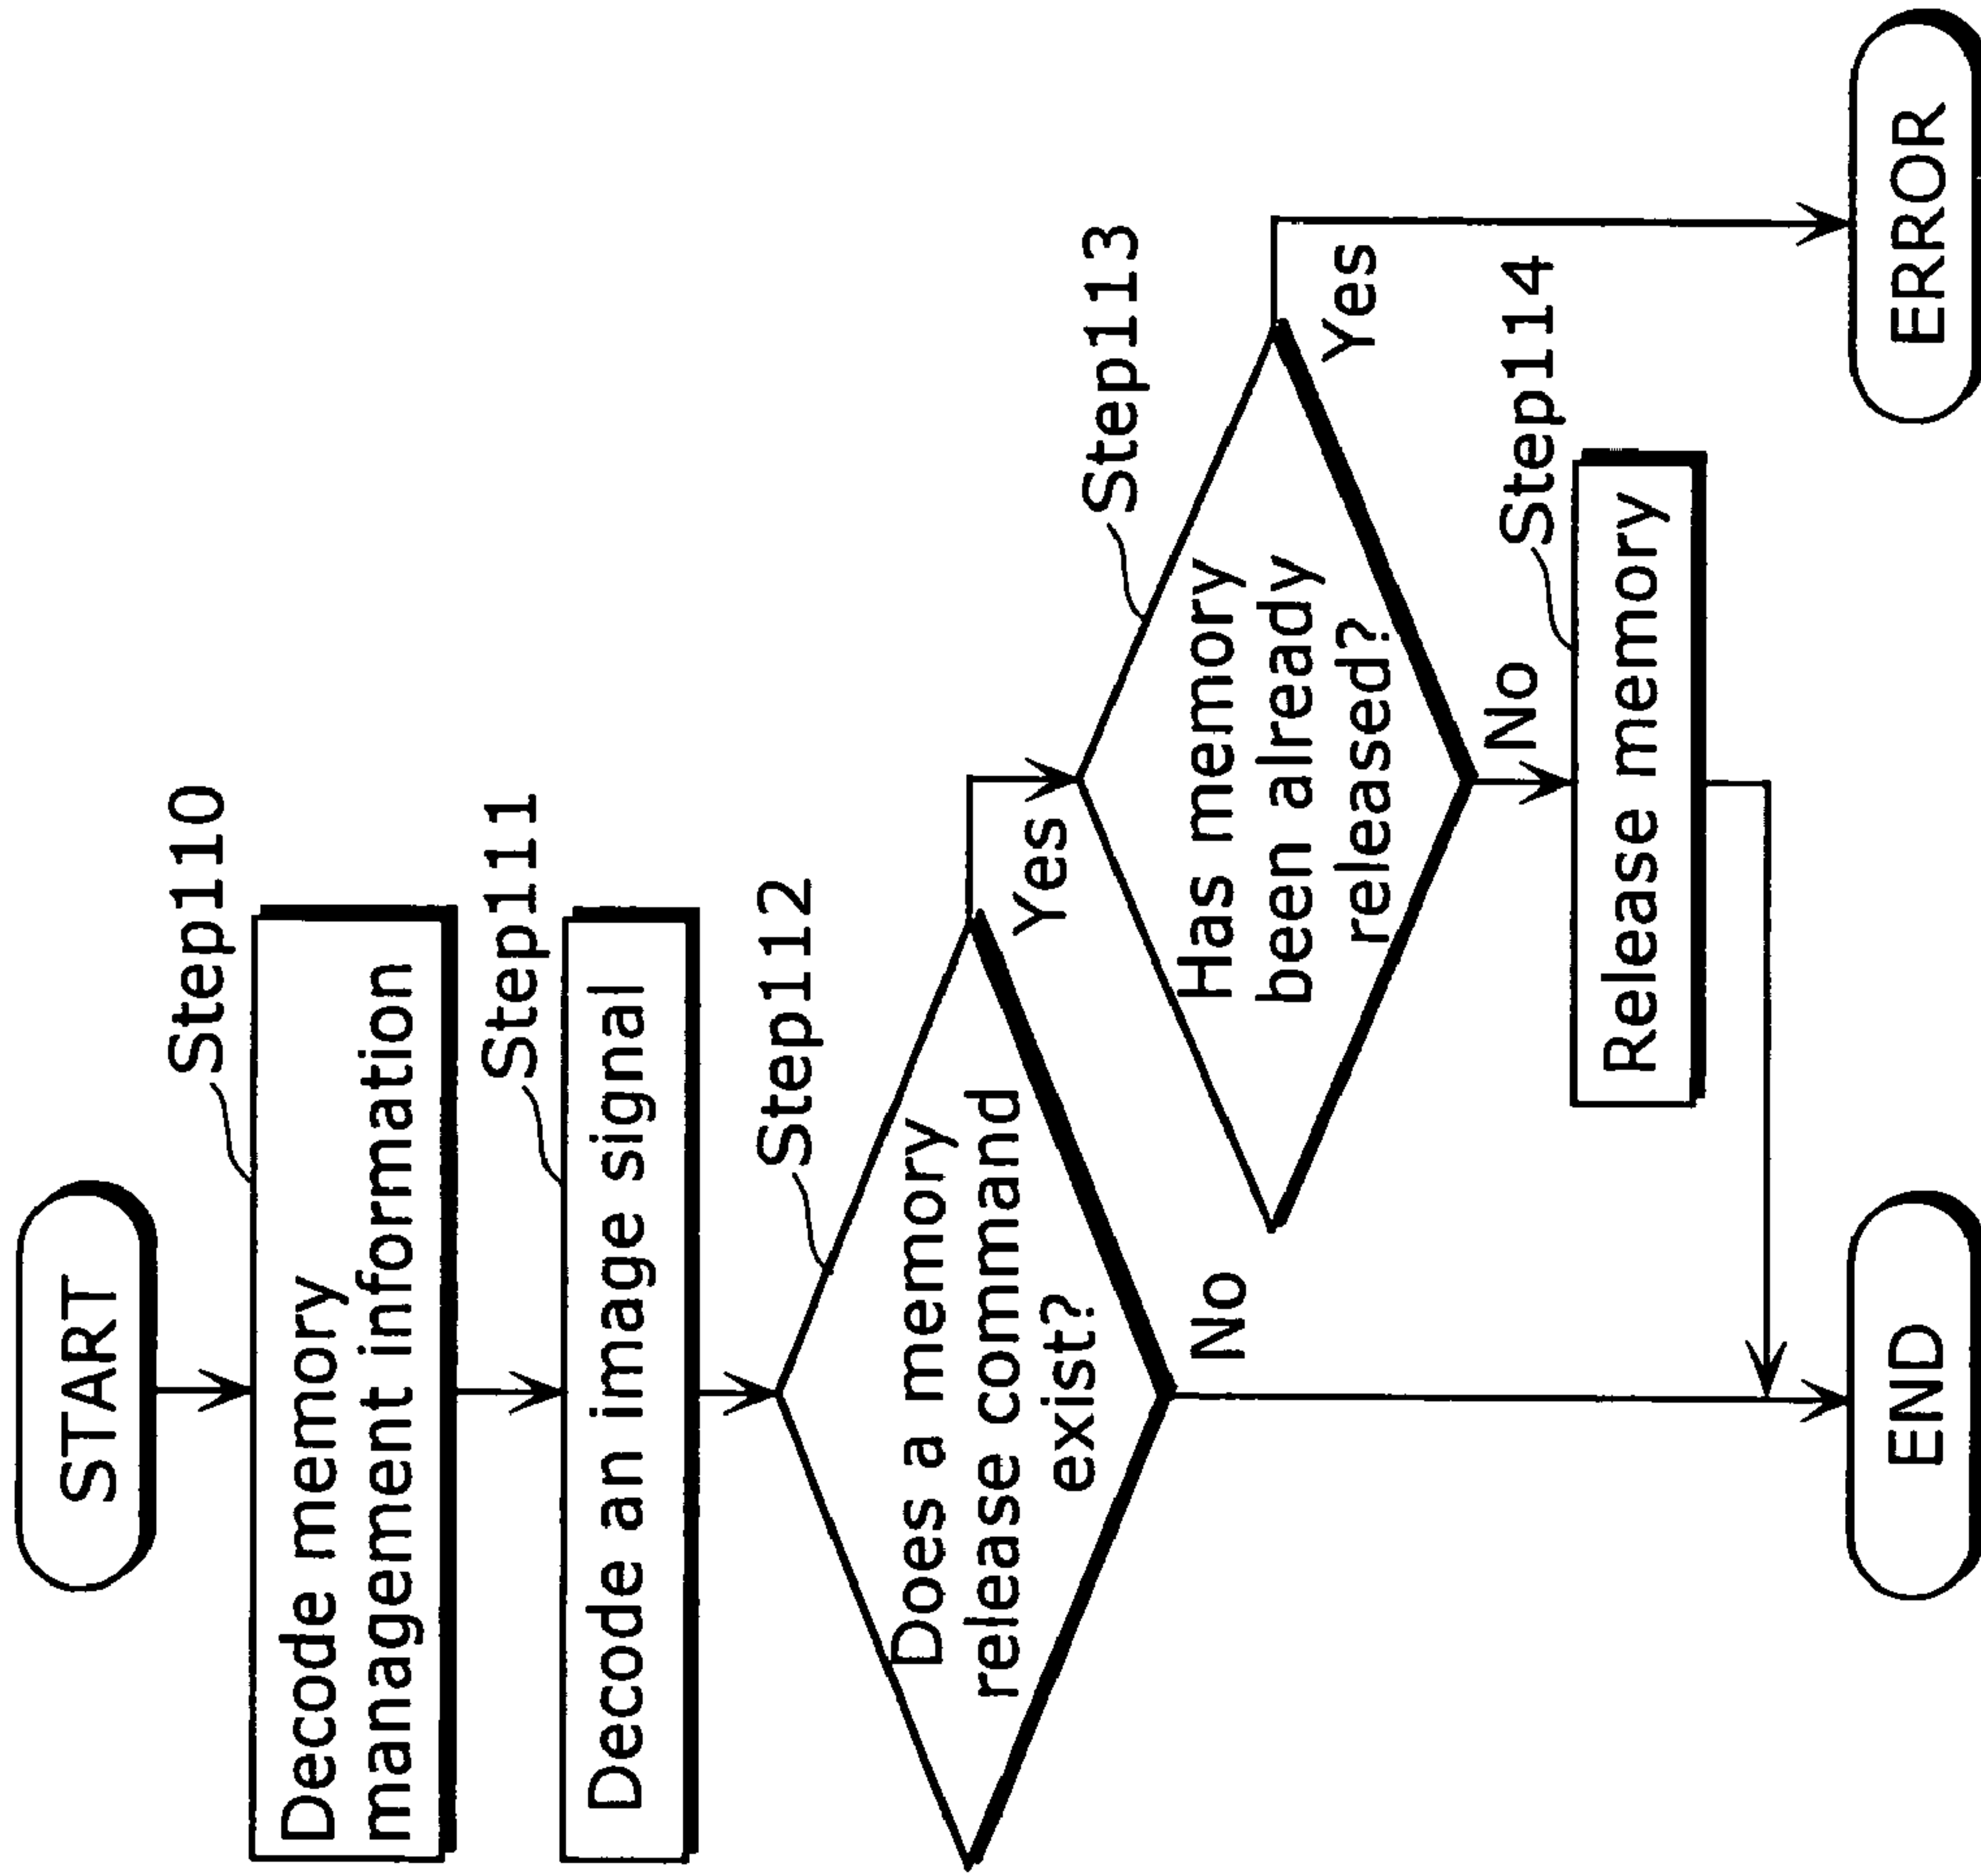 START
Step110
Decode memory
management information
Step111
Decode an image signal
Step112
Does a memory
release command
exist?
Yes
No
Step113
Has memory
been already
released?
Yes
No
Step114
Release memory
END
ERROR